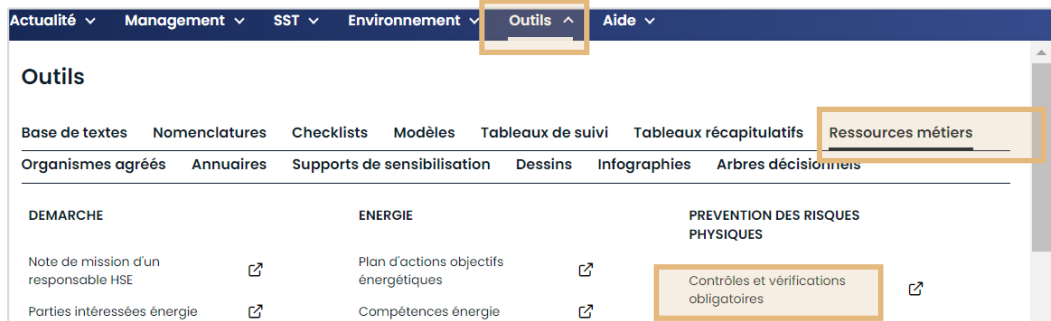 Actualité Management SST Environnement Outils Aide
Outils
Base de textes Nomenclatures Checklists Modèles Tableaux de suivi Tableaux récapitulatifs Ressources métiers
Organismes agréés Annuaires Supports de sensibilisation Dessins Infographies Arbres décisionnels
DEMARCHE
Note de mission d'un
responsable HSE
Parties intéressées énergie
ENERGIE
Plan d'actions objectifs
énergétiques
Compétences énergie
PREVENTION DES RISQUES
PHYSIQUES
Contrôles et vérifications
obligatoires